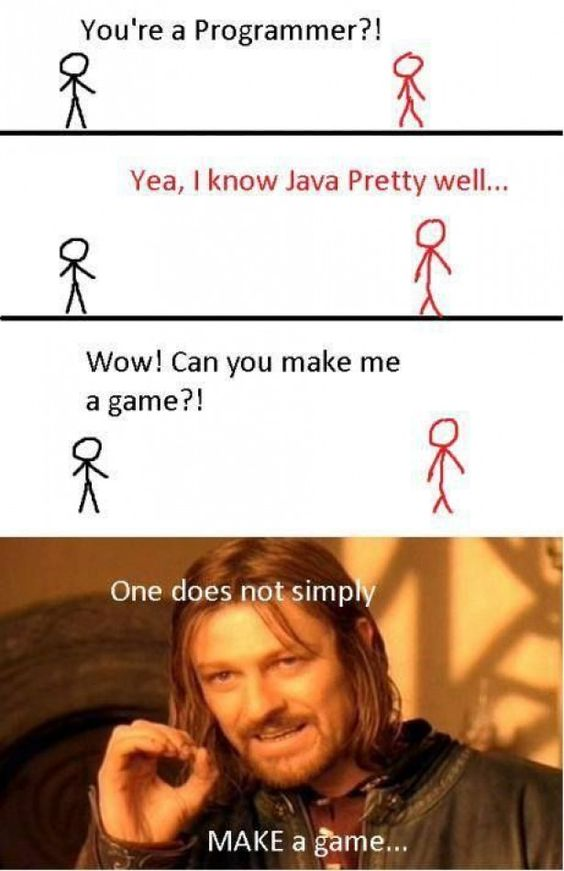 You're a Programmer?!
Yea, I know Java Pretty well...
Wow! Can you make me
a game?!
One does not simply
MAKE a game...